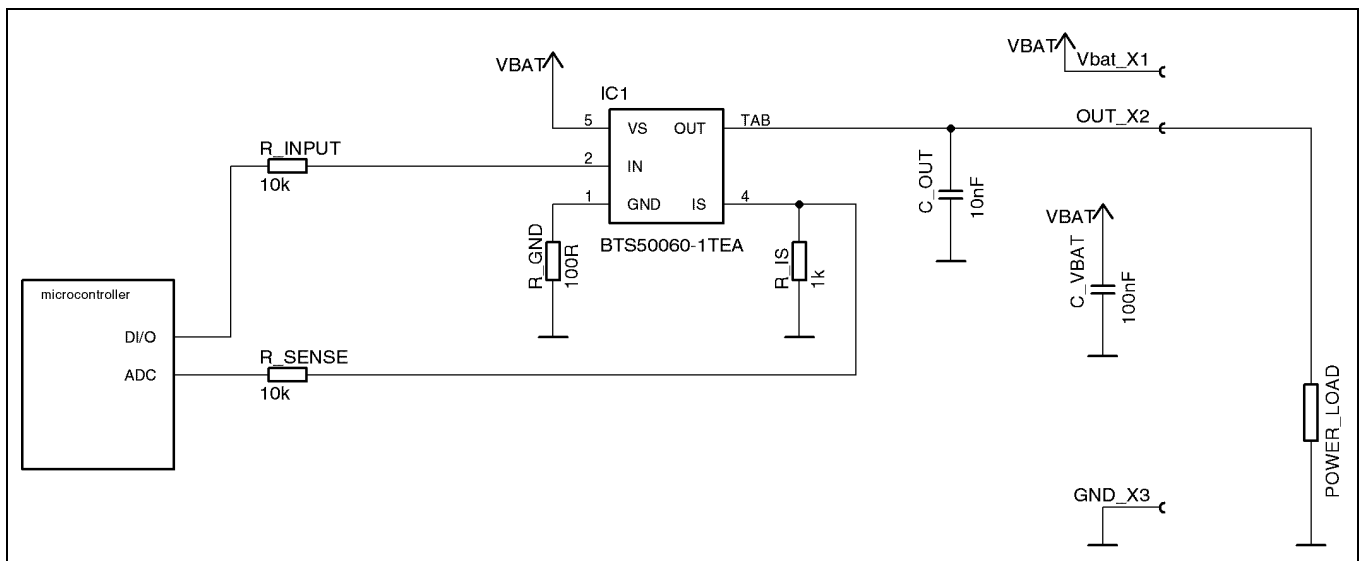 VBAT
Vbat_X1
VBAT
IC1
5
VS
OUT
TAB
OUT_X2
R_INPUT
10k
2
IN
1
GND
IS
4
BTS50060-1TEA
C_OUT
10nF
VBAT
R_GND
100R
R_IS
1k
C_VBAT
100nF
microcontroller
DI/O
R_SENSE
ADC
10k
POWER_LOAD
GND_X3